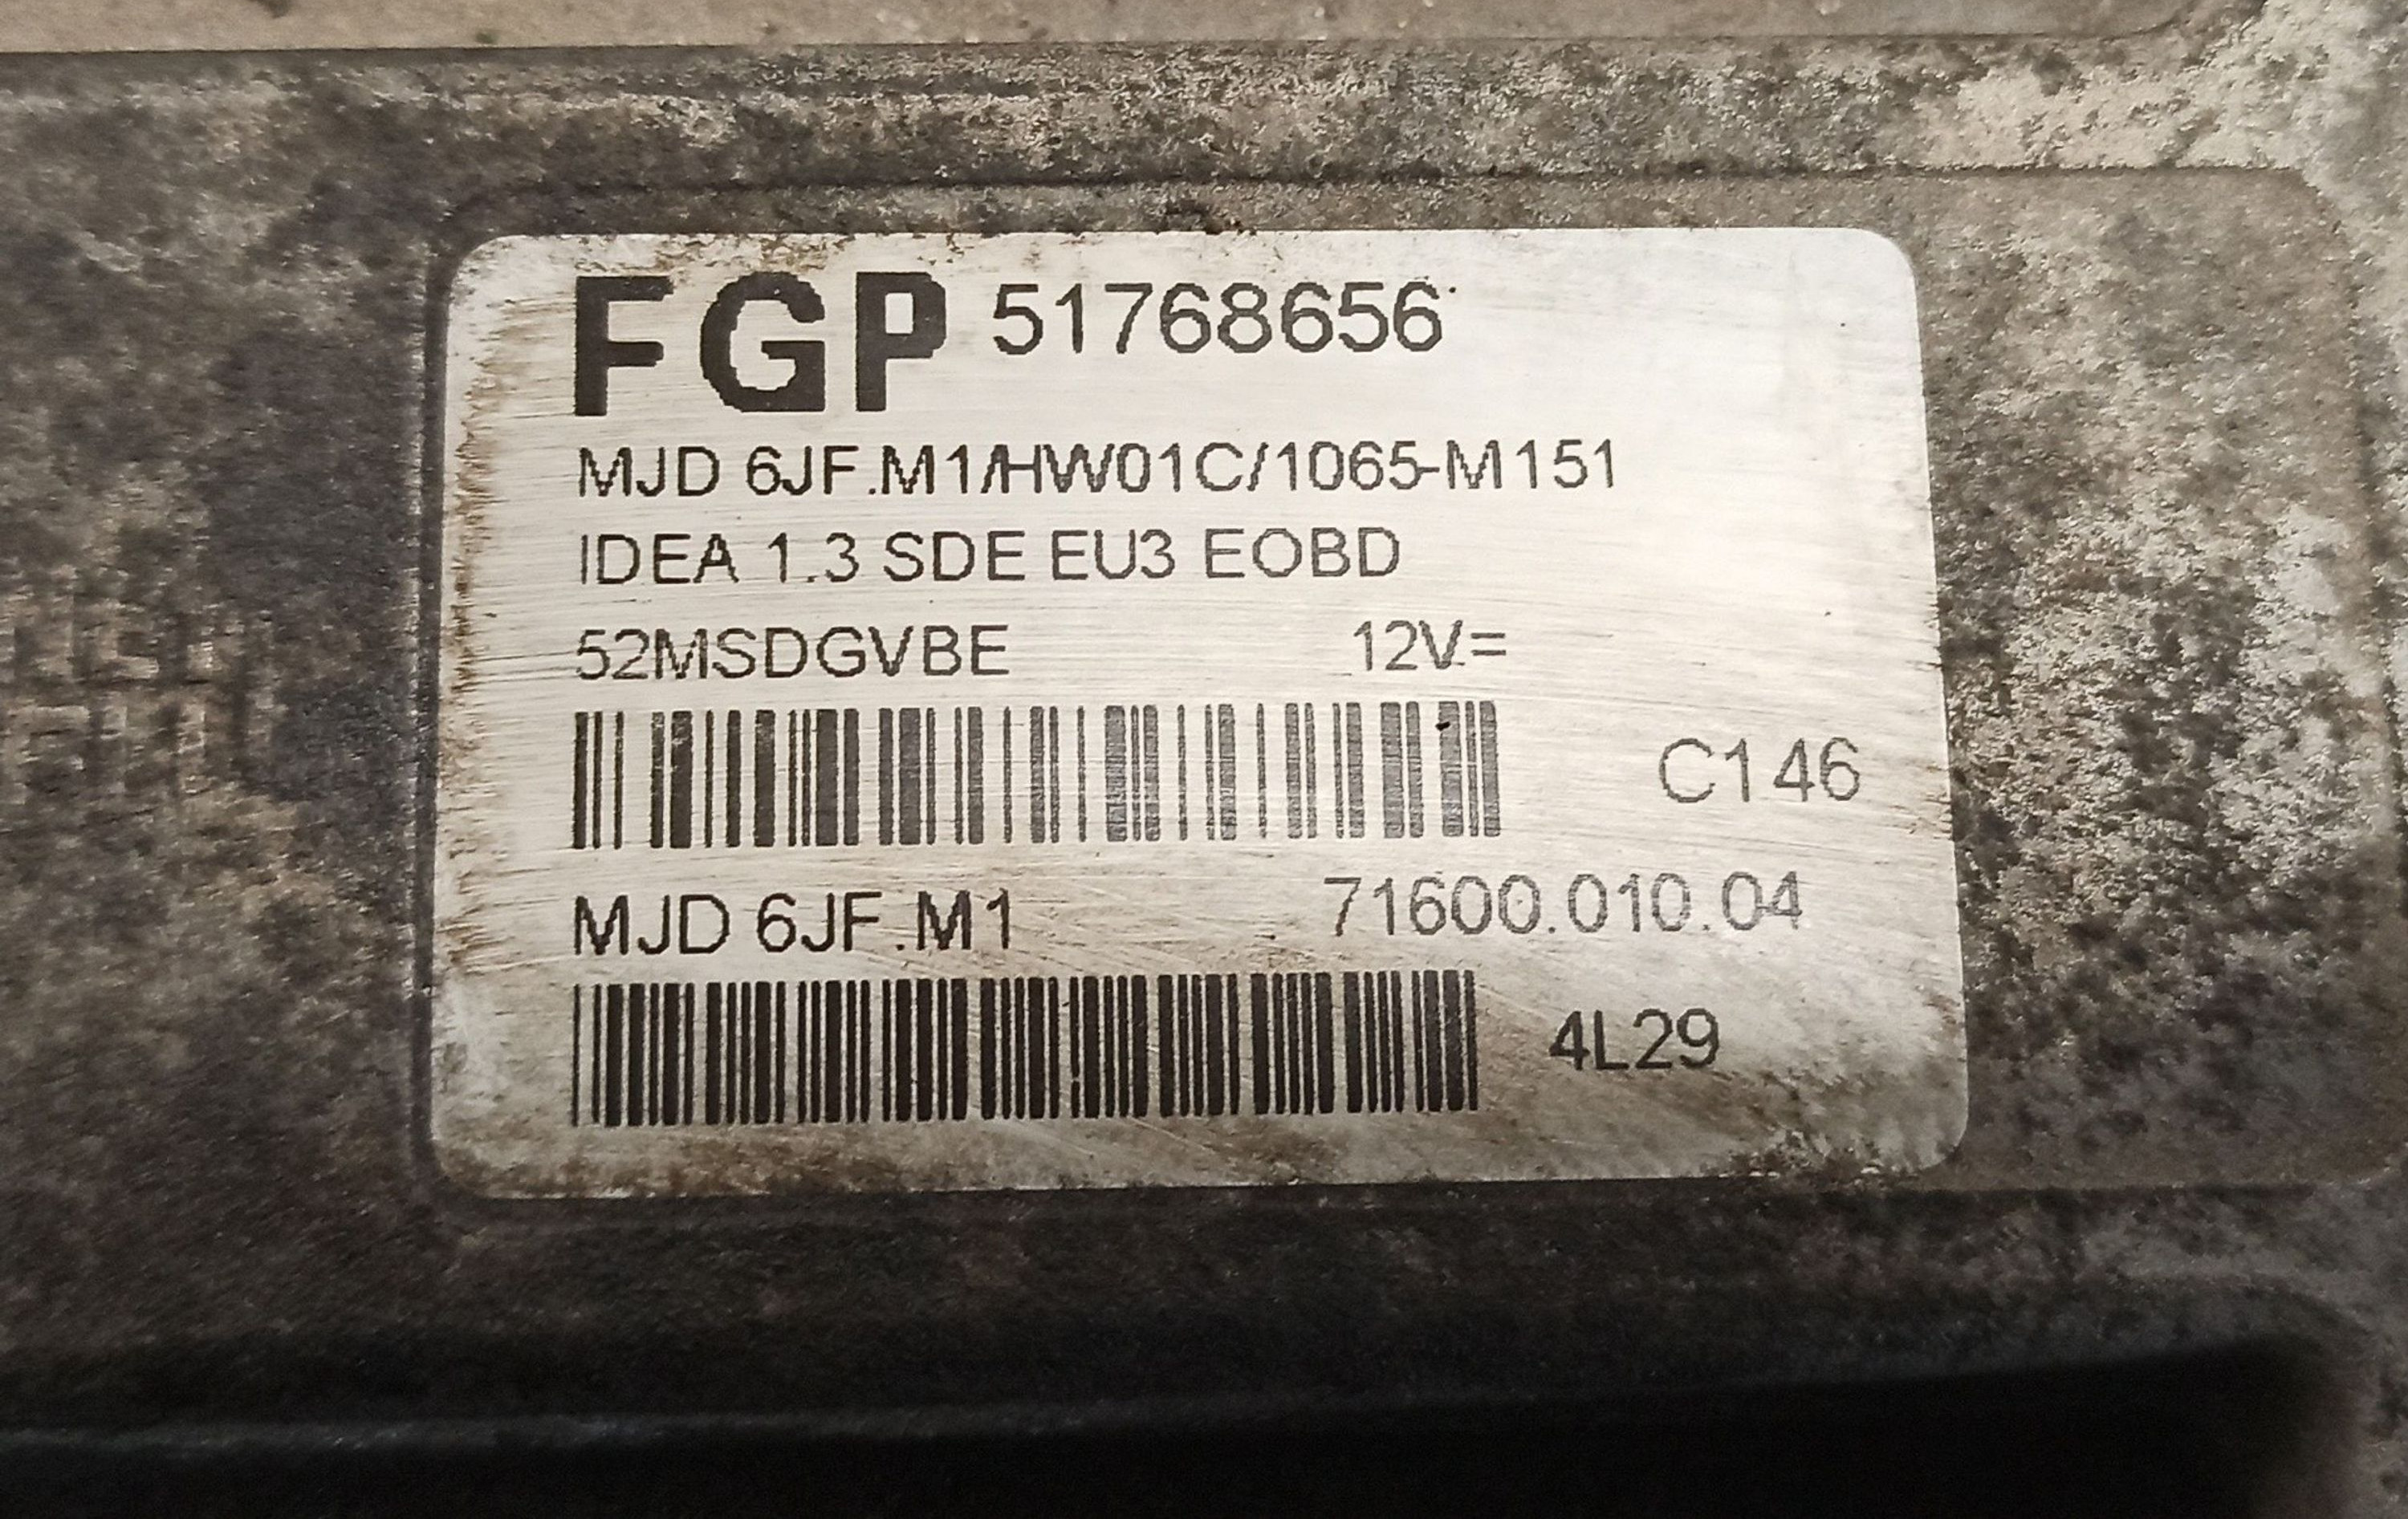 FGP 51768656
MJD 6JF.M1/HW01C/1065-M151
IDEA 1.3 SDE EU3 EOBD
52MSDGVBE 12V=
C146
MJD 6JF.M1 71600.010.04
4L29